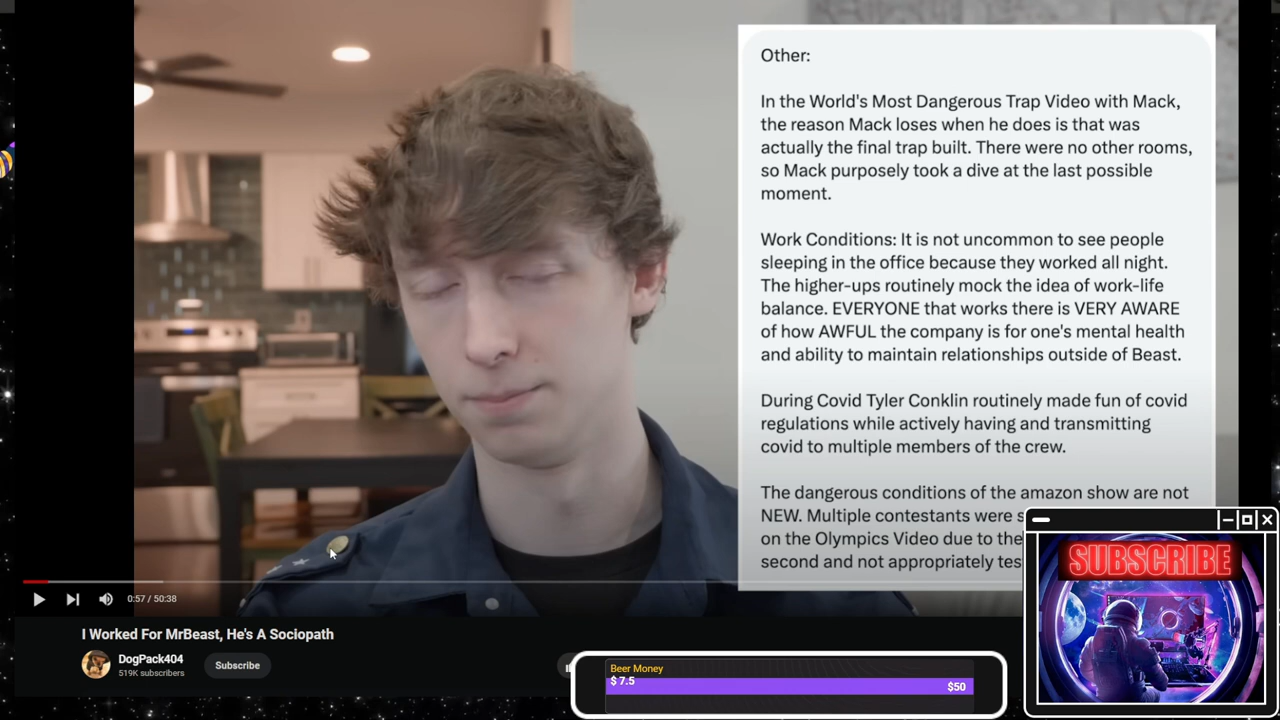 Other:
In the World's Most Dangerous Trap Video with Mack,
the reason Mack loses when he does is that was
actually the final trap built. There were no other rooms,
so Mack purposely took a dive at the last possible
moment.
Work Conditions: It is not uncommon to see people
sleeping in the office because they worked all night.
The higher-ups routinely mock the idea of work-life
balance. EVERYONE that works there is VERY AWARE
of how AWFUL the company is for one's mental health
and ability to maintain relationships outside of Beast.
During Covid Tyler Conklin routinely made fun of covid
regulations while actively having and transmitting
covid to multiple members of the crew.
The dangerous conditions of the amazon show are not
NEW. Multiple contestants were s
on the Olympics Video due to the
second and not appropriately tes
0:57 / 50:38
I Worked For MrBeast, He's A Sociopath
DogPack404
519K subscribers
Subscribe
Beer Money
$ 7.5
$50
SUBSCRIBE